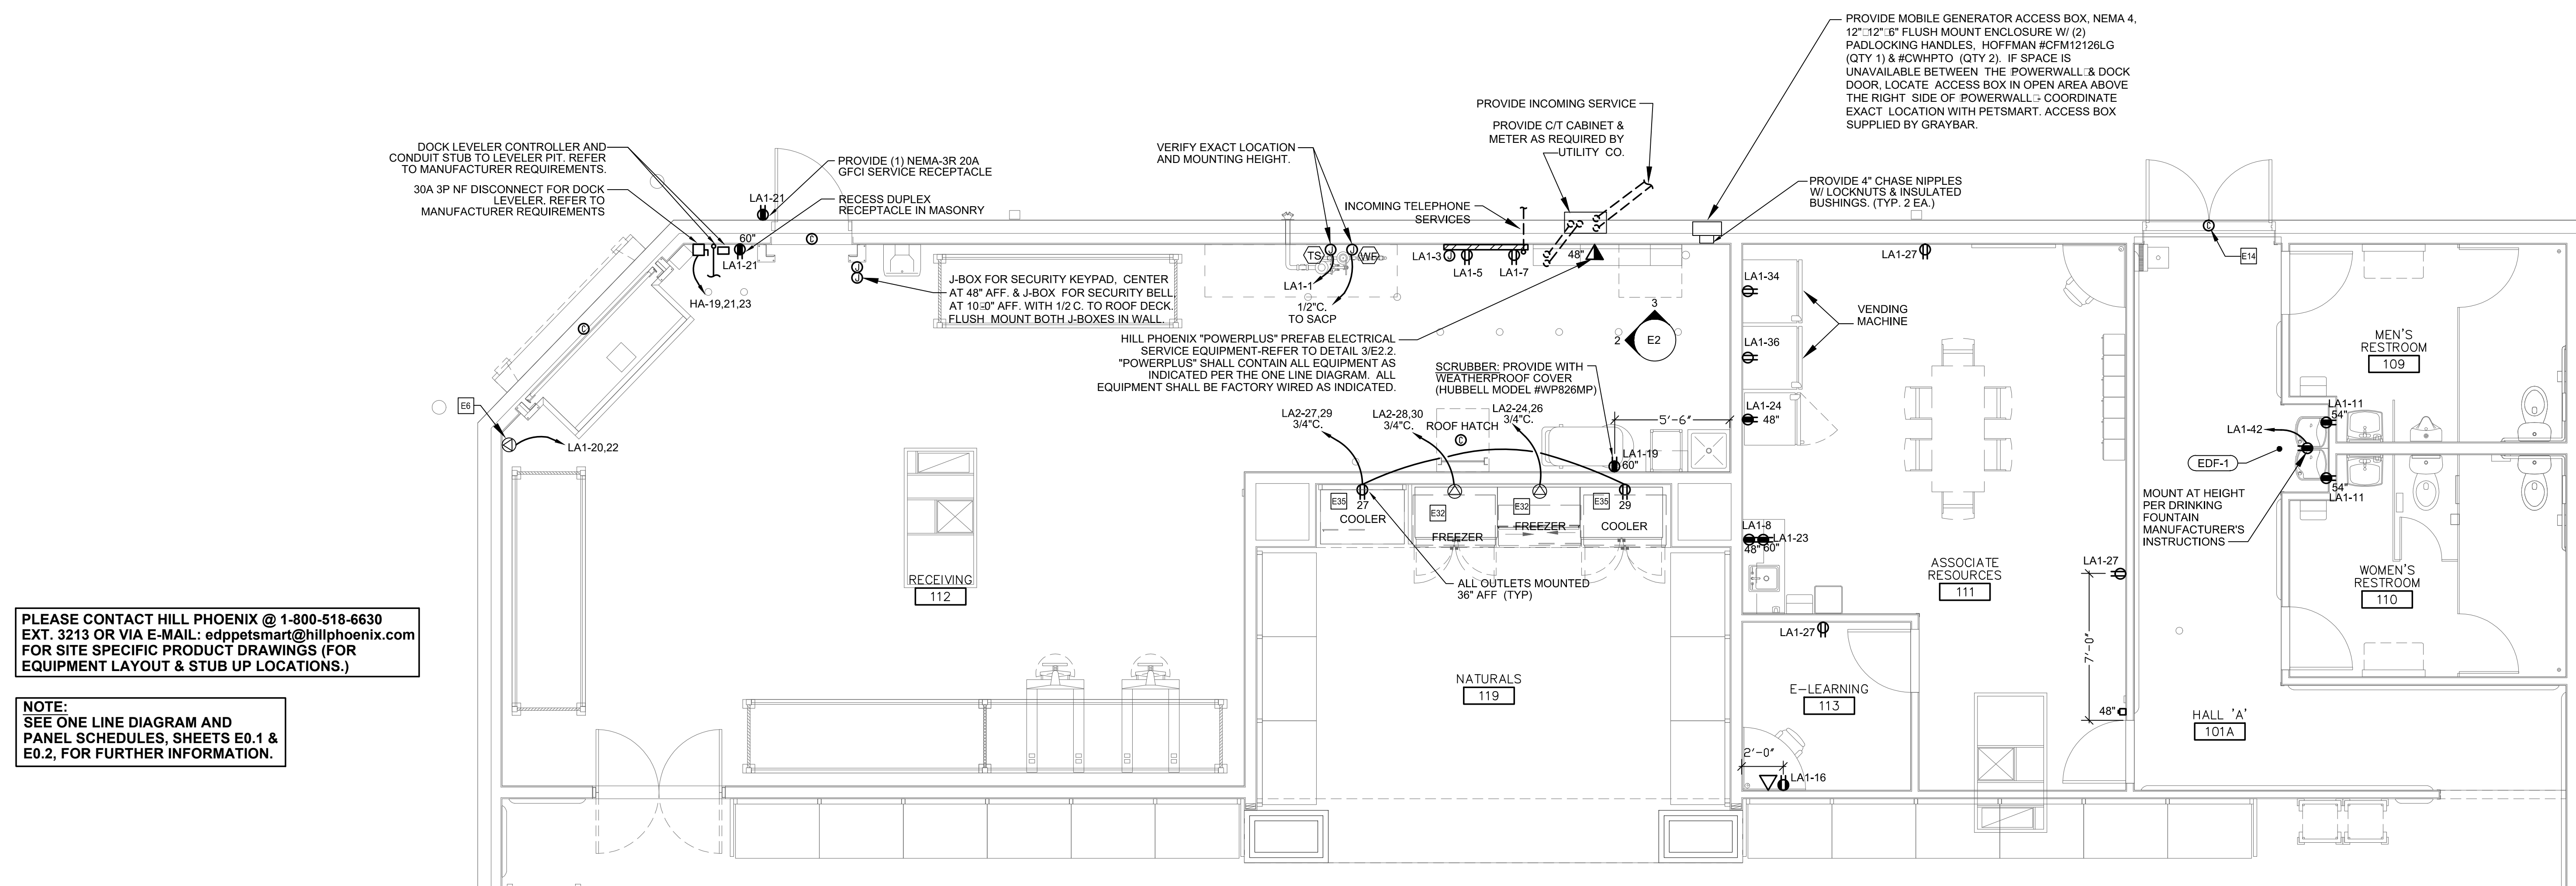 PROVIDE MOBILE GENERATOR ACCESS BOX, NEMA 4,
12"□12"□6" FLUSH MOUNT ENCLOSURE W/ (2)
PADLOCKING HANDLES, HOFFMAN #CFM12126LG
(QTY 1) & #CWHPTO (QTY 2). IF SPACE IS
UNAVAILABLE BETWEEN THE □POWERWALL□ & DOCK
DOOR, LOCATE ACCESS BOX IN OPEN AREA ABOVE
THE RIGHT SIDE OF □POWERWALL□ - COORDINATE
EXACT LOCATION WITH PETSMART. ACCESS BOX
SUPPLIED BY GRAYBAR.
PROVIDE INCOMING SERVICE
PROVIDE C/T CABINET &
METER AS REQUIRED BY
UTILITY CO.
DOCK LEVELER CONTROLLER AND
CONDUIT STUB TO LEVELER PIT. REFER
TO MANUFACTURER REQUIREMENTS.
30A 3P NF DISCONNECT FOR DOCK
LEVELER. REFER TO
MANUFACTURER REQUIREMENTS
PROVIDE (1) NEMA-3R 20A
GFCI SERVICE RECEPTACLE
RECESS DUPLEX
RECEPTACLE IN MASONRY
VERIFY EXACT LOCATION
AND MOUNTING HEIGHT.
INCOMING TELEPHONE
SERVICES
PROVIDE 4" CHASE NIPPLES
W/ LOCKNUTS & INSULATED
BUSHINGS. (TYP. 2 EA.)
LA1-21
60"
LA1-21
C
HA-19,21,23
C
J
J
J-BOX FOR SECURITY KEYPAD, CENTER
AT 48" AFF. & J-BOX FOR SECURITY BELL
AT 10□0" AFF. WITH 1/2 C. TO ROOF DECK.
FLUSH MOUNT BOTH J-BOXES IN WALL.
TS
J
J
WF
LA1-1
1/2"C.
TO SACP
LA1-3
J
LA1-5
LA1-7
48"
HILL PHOENIX "POWERPLUS" PREFAB ELECTRICAL
SERVICE EQUIPMENT-REFER TO DETAIL 3/E2.2.
"POWERPLUS" SHALL CONTAIN ALL EQUIPMENT AS
INDICATED PER THE ONE LINE DIAGRAM. ALL
EQUIPMENT SHALL BE FACTORY WIRED AS INDICATED.
3
2
E2
SCRUBBER: PROVIDE WITH
WEATHERPROOF COVER
(HUBBELL MODEL #WP826MP)
LA2-27,29
3/4"C.
LA2-28,30
3/4"C.
LA2-24,26
3/4"C.
ROOF HATCH
C
5'-6"
LA1-19
60"
E6
LA1-20,22
E35
27
COOLER
E32
FREEZER
E32
FREEZER
E35
29
COOLER
ALL OUTLETS MOUNTED
36" AFF (TYP)
RECEIVING
112
NATURALS
119
LA1-27
LA1-34
VENDING
MACHINE
LA1-36
LA1-24
48"
LA1-8
48"
60"
LA1-23
ASSOCIATE
RESOURCES
111
LA1-27
7'-0"
48"
LA1-27
E-LEARNING
113
2'-0"
LA1-16
C
E14
MEN'S
RESTROOM
109
LA1-11
54"
LA1-42
EDF-1
54"
LA1-11
MOUNT AT HEIGHT
PER DRINKING
FOUNTAIN
MANUFACTURER'S
INSTRUCTIONS
WOMEN'S
RESTROOM
110
HALL 'A'
101A
PLEASE CONTACT HILL PHOENIX @ 1-800-518-6630
EXT. 3213 OR VIA E-MAIL: edppetsmart@hillphoenix.com
FOR SITE SPECIFIC PRODUCT DRAWINGS (FOR
EQUIPMENT LAYOUT & STUB UP LOCATIONS.)
NOTE:
SEE ONE LINE DIAGRAM AND
PANEL SCHEDULES, SHEETS E0.1 &
E0.2, FOR FURTHER INFORMATION.